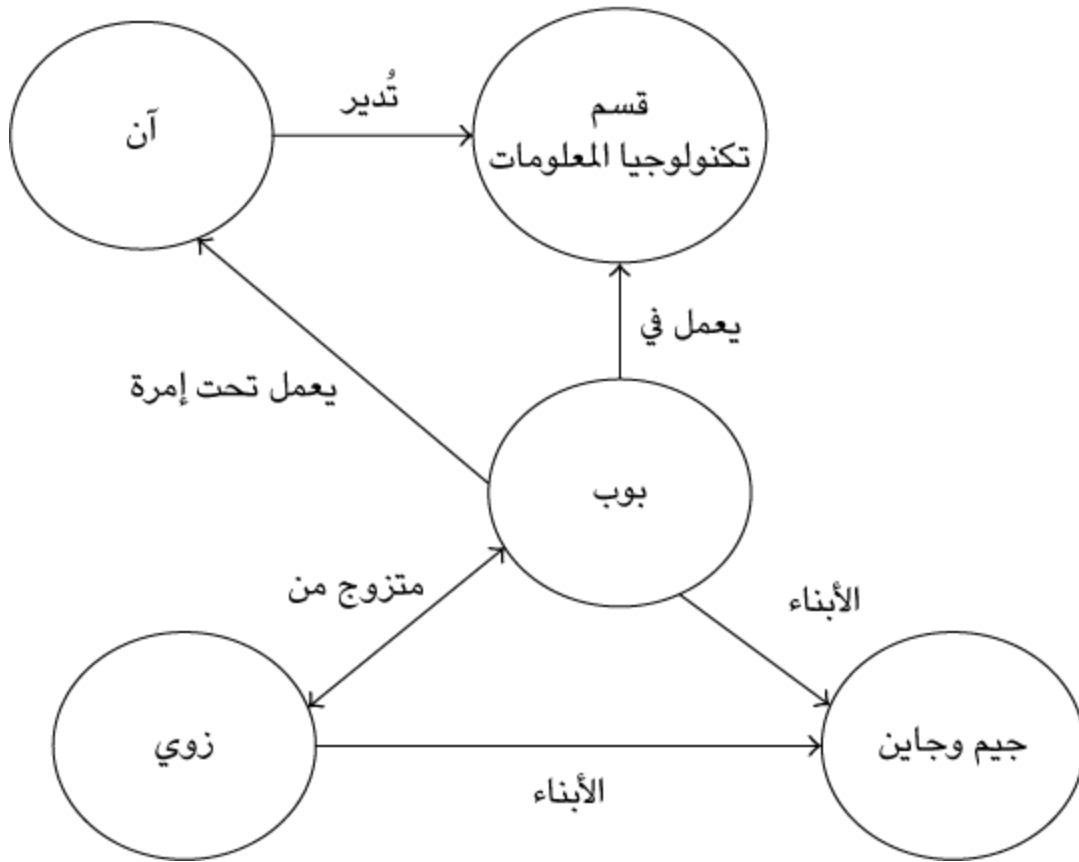 آن
تُدير
قسم
تكنولوجيا المعلومات
يعمل في
يعمل تحت إمرة
بوب
متزوج من
الأبناء
زوي
جيم وجاين
الأبناء